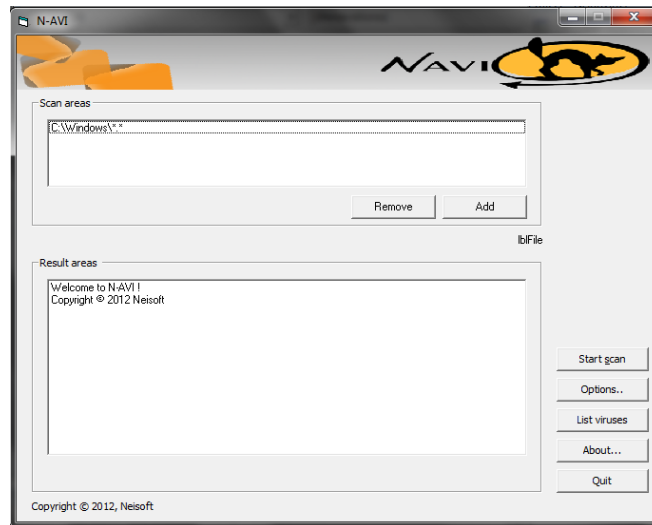 N-AVI
NAVI
Scan areas
C:\Windows\*.*
Remove
Add
lblFile
Result areas
Welcome to N-AVI !
Copyright © 2012 Neisoft
Start scan
Options..
List viruses
About...
Quit
Copyright © 2012, Neisoft